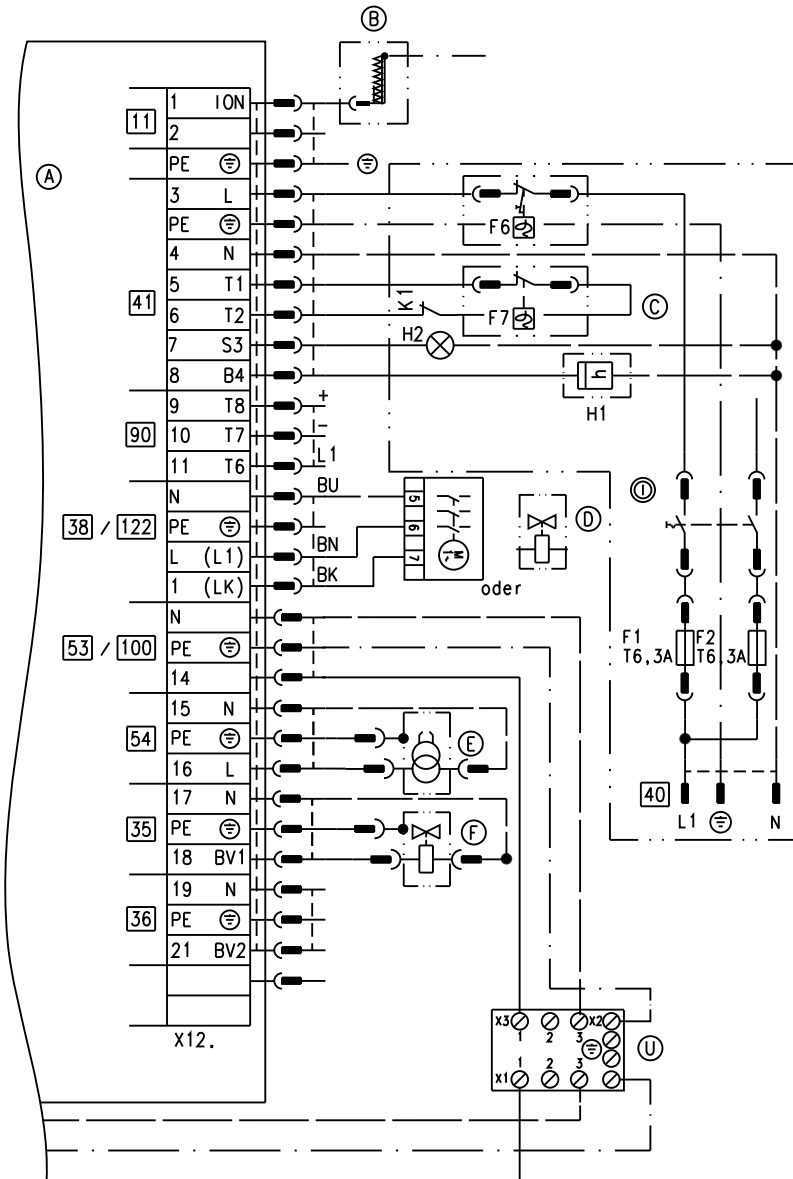 B
A
11
1 ION
2
PE
3 L
PE
41
4 N
5 T1
6 T2
7 S3
8 B4
F6
F7
K1
H2
C
h
H1
90
9 T8 +
10 T7 -
11 T6 L1
38 / 122
N BU
PE
L (L1) BN
1 (LK) BK
5
6
7
M
1~
oder
D
I
F1
T6,3A
F2
T6,3A
53 / 100
N
PE
14
54
15 N
PE
16 L
E
35
17 N
PE
18 BV1
F
36
19 N
PE
21 BV2
X12.
40
L1 N
X3 X2
1 2 3
U
1 2 3
X1